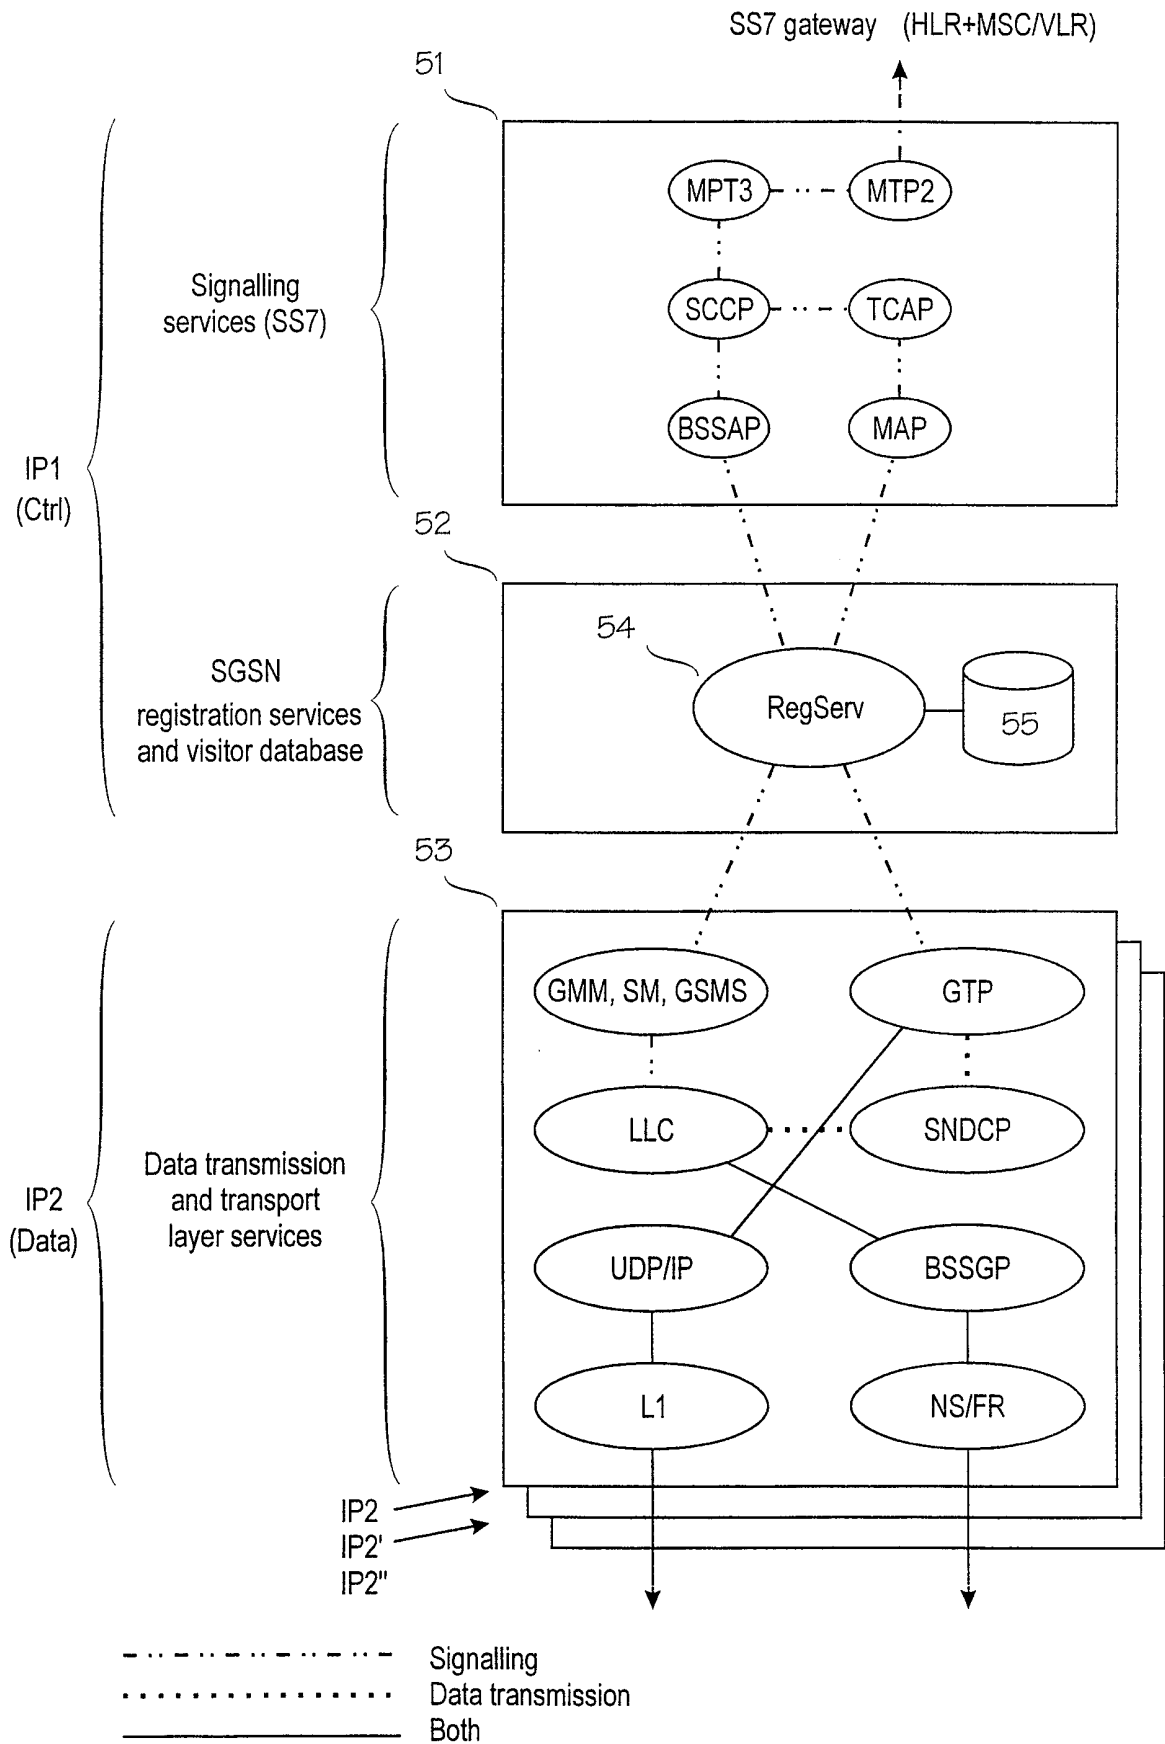 SS7 gateway (HLR+MSC/VLR)
51
MPT3
MTP2
Signalling
services (SS7)
SCCP
TCAP
BSSAP
MAP
IP1
(Ctrl)
52
54
SGSN
registration services
and visitor database
RegServ
55
53
GMM, SM, GSMS
GTP
LLC
SNDCP
Data transmission
and transport
layer services
IP2
(Data)
UDP/IP
BSSGP
L1
NS/FR
IP2
IP2'
IP2"
Signalling
Data transmission
Both